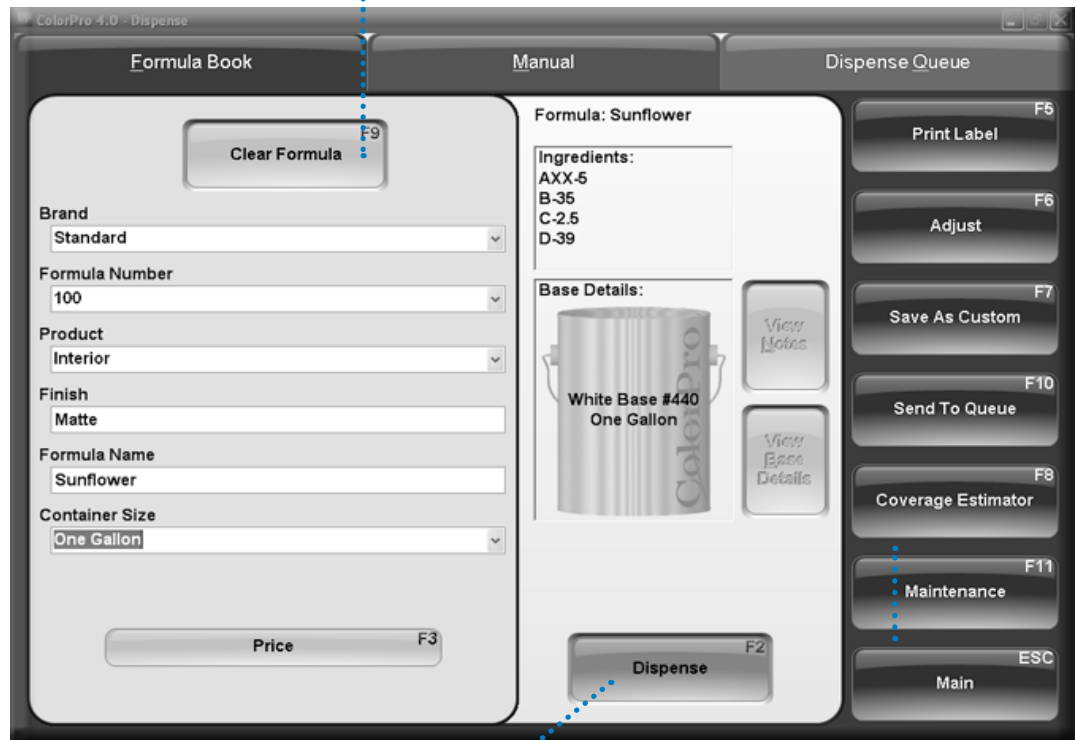 ColorPro 4.0 - Dispense
Formula Book
Manual
Dispense Queue
F9
Clear Formula
Brand
Standard
Formula Number
100
Product
Interior
Finish
Matte
Formula Name
Sunflower
Container Size
One Gallon
Price F3
Formula: Sunflower
Ingredients:
AXX-5
B-35
C-2.5
D-39
Base Details:
ColorPro
White Base #440
One Gallon
View
Notes
View
Base
Details
F2
Dispense
F5
Print Label
F6
Adjust
F7
Save As Custom
F10
Send To Queue
F8
Coverage Estimator
F11
Maintenance
ESC
Main